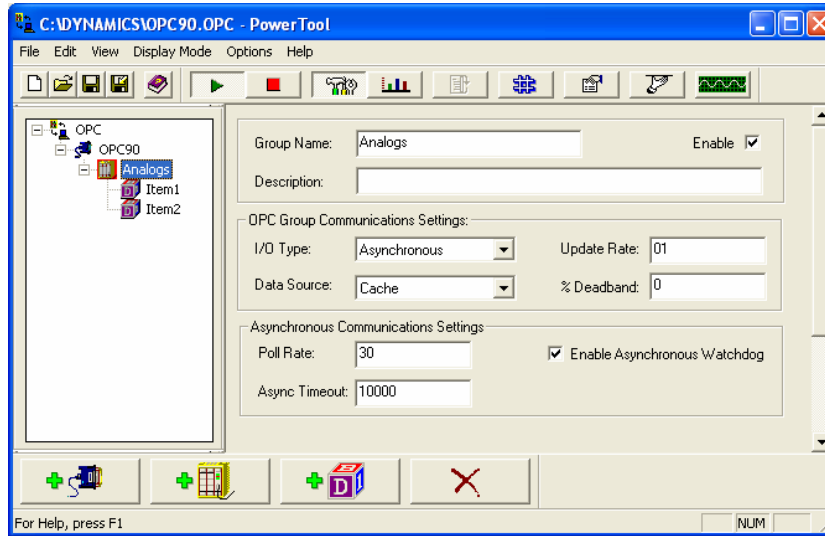 C:\DYNAMICS\OPC90.OPC - PowerTool
File Edit View Display Mode Options Help
OPC
OPC90
Analogs
Item1
Item2
Group Name: Analogs Enable
Description:
OPC Group Communications Settings:
I/O Type: Asynchronous Update Rate: 01
Data Source: Cache % Deadband: 0
Asynchronous Communications Settings
Poll Rate: 30 Enable Asynchronous Watchdog
Async Timeout: 10000
D
For Help, press F1 NUM